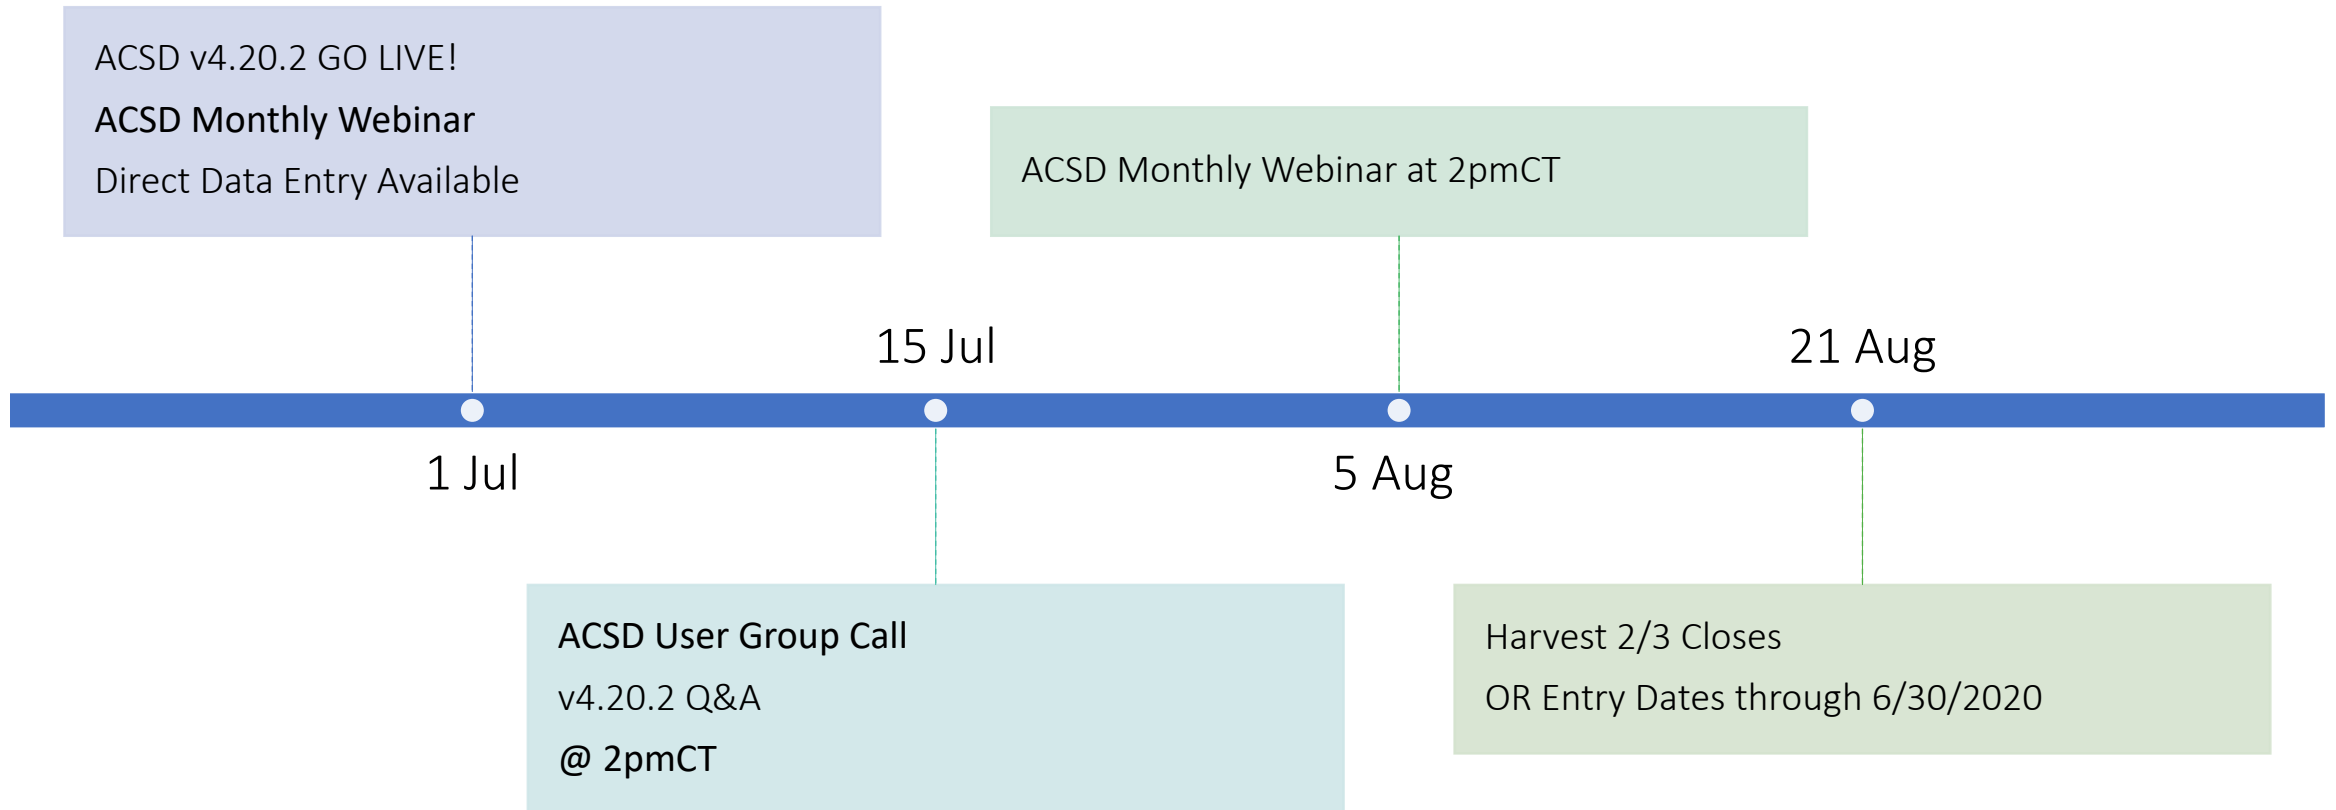 ACSD v4.20.2 GO LIVE!
ACSD Monthly Webinar
Direct Data Entry Available
ACSD Monthly Webinar at 2pmCT
15 Jul
21 Aug
1 Jul
5 Aug
ACSD User Group Call
v4.20.2 Q&A
@ 2pmCT
Harvest 2/3 Closes
OR Entry Dates through 6/30/2020